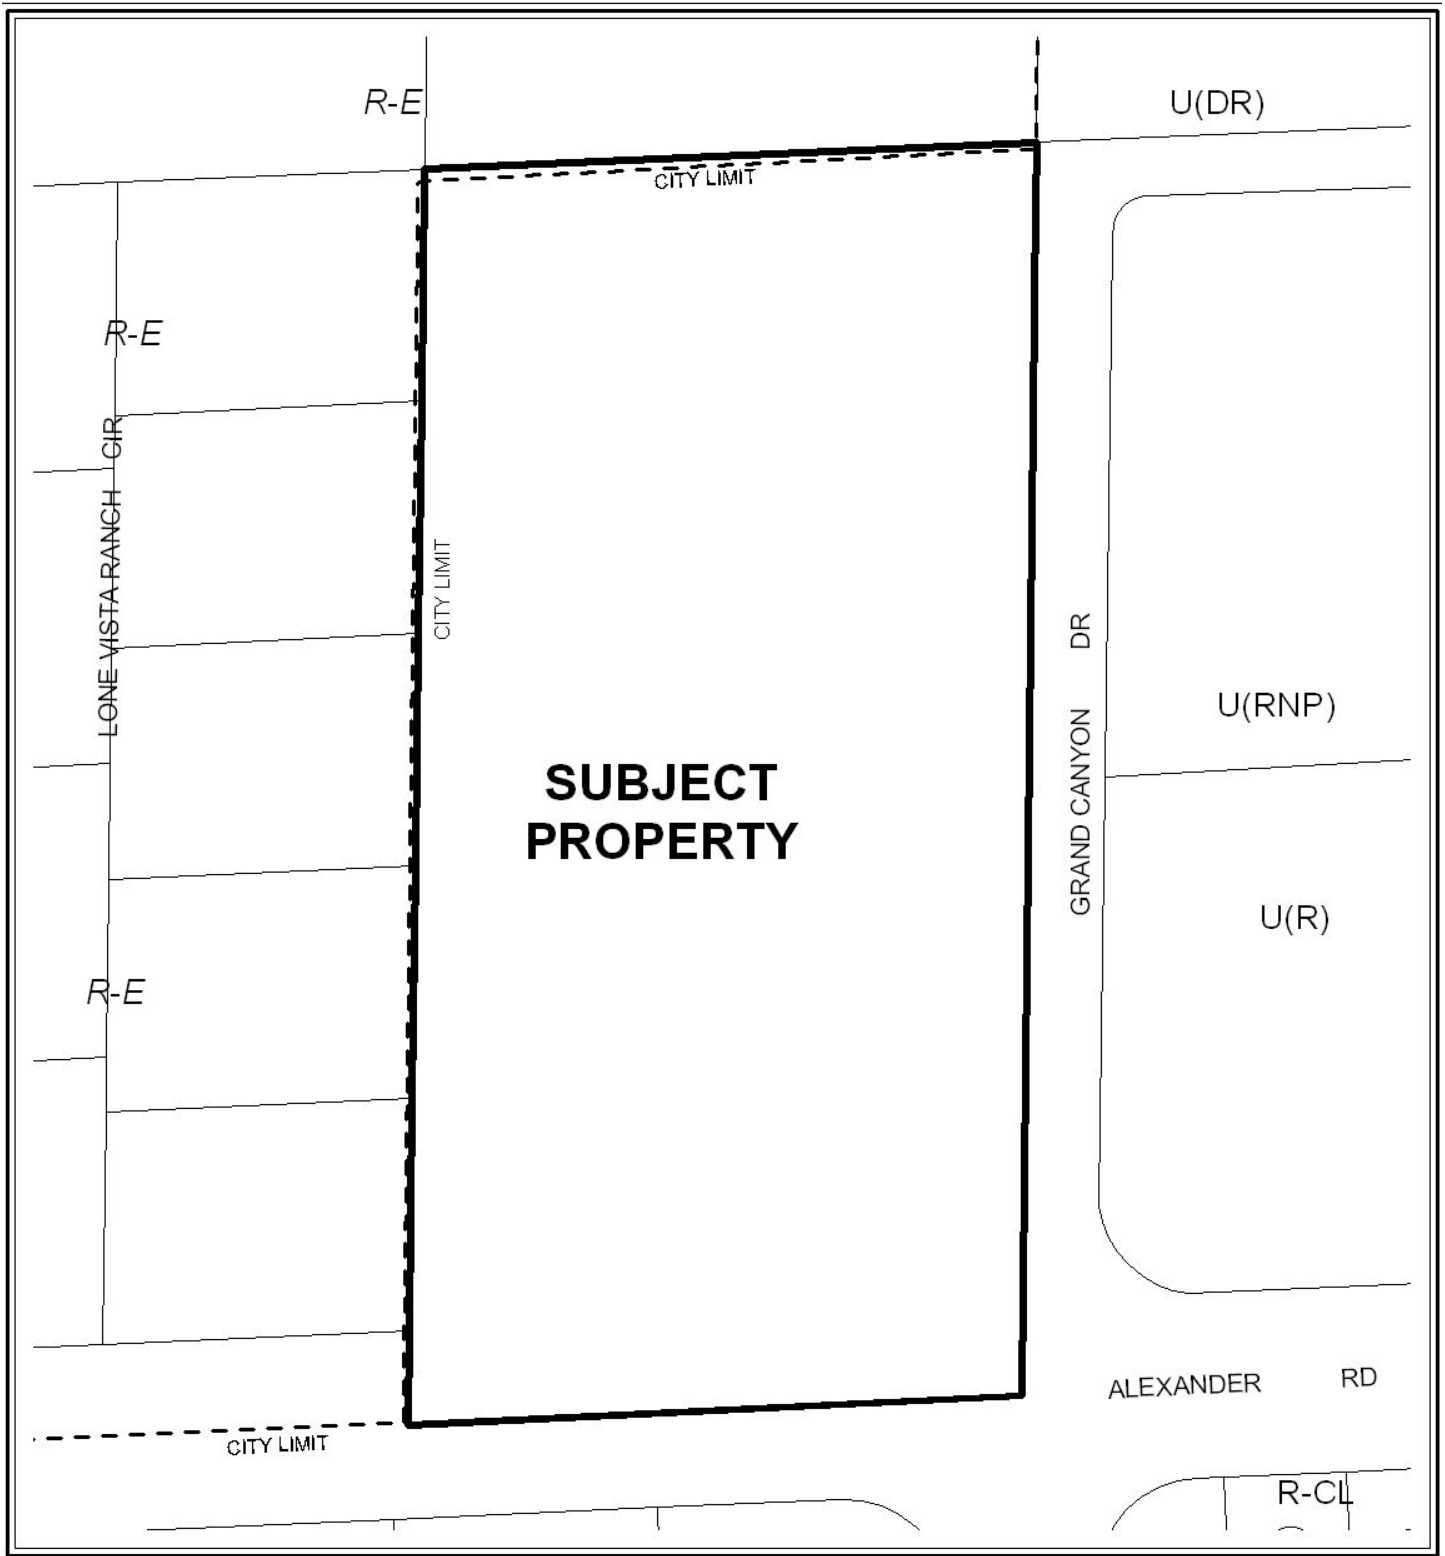 R-E
U(DR)
CITY LIMIT
R-E
LONE VISTA RANCH CIR
CITY LIMIT
GRAND CANYON DR
U(RNP)
SUBJECT
PROPERTY
U(R)
R-E
ALEXANDER RD
CITY LIMIT
R-CL